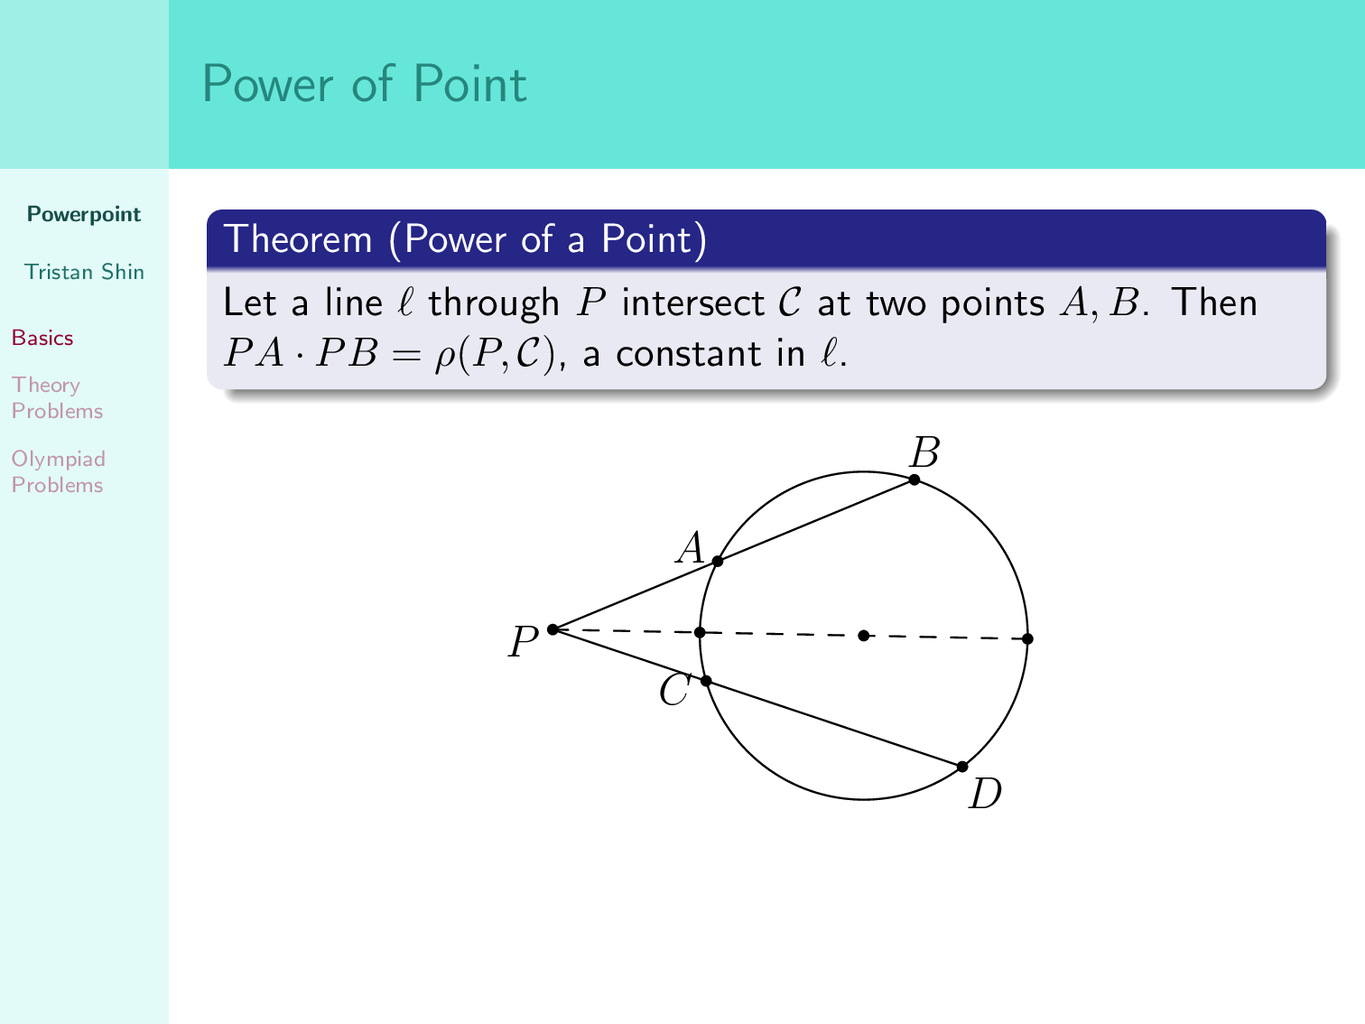 Power of Point
Powerpoint
Tristan Shin
Basics
Theory
Problems
Olympiad
Problems
Theorem (Power of a Point)
Let a line ℓ through P intersect 𝒞 at two points A, B. Then
PA · PB = ρ(P, 𝒞), a constant in ℓ.
B
A
P
C
D